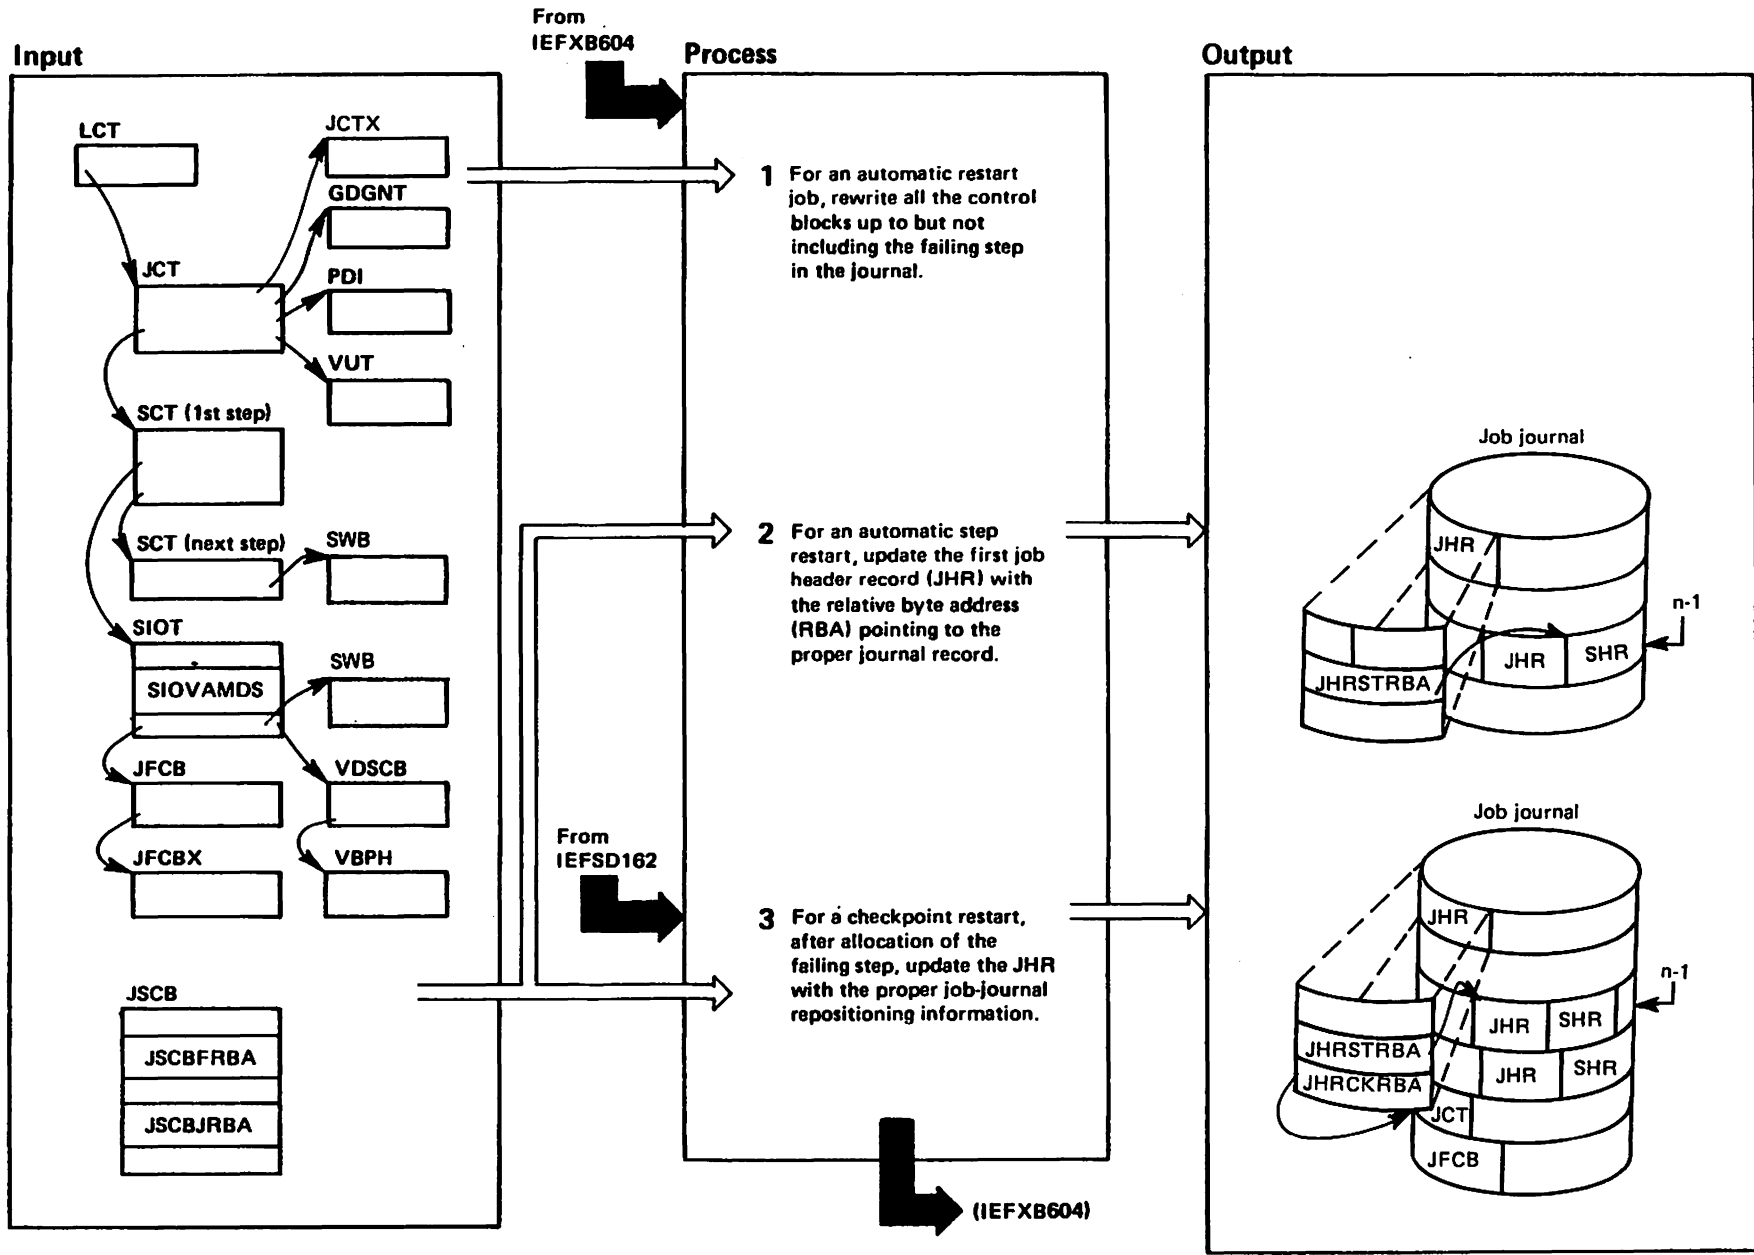 From
IEFXB604
Input
Process
Output
LCT
JCTX
GDGNT
JCT
PDI
VUT
SCT (1st step)
SCT (next step)
SWB
SIOT
SIOVAMDS
SWB
JFCB
VDSCB
JFCBX
VBPH
JSCB
JSCBFRBA
JSCBJRBA
1 For an automatic restart
job, rewrite all the control
blocks up to but not
including the failing step
in the journal.
2 For an automatic step
restart, update the first job
header record (JHR) with
the relative byte address
(RBA) pointing to the
proper journal record.
From
IEFSD162
3 For a checkpoint restart,
after allocation of the
failing step, update the JHR
with the proper job-journal
repositioning information.
(IEFXB604)
Job journal
JHR
n-1
JHR
SHR
JHRSTRBA
Job journal
JHR
n-1
JHR
SHR
JHRSTRBA
JHR
SHR
JHRCKRBA
JCT
JFCB